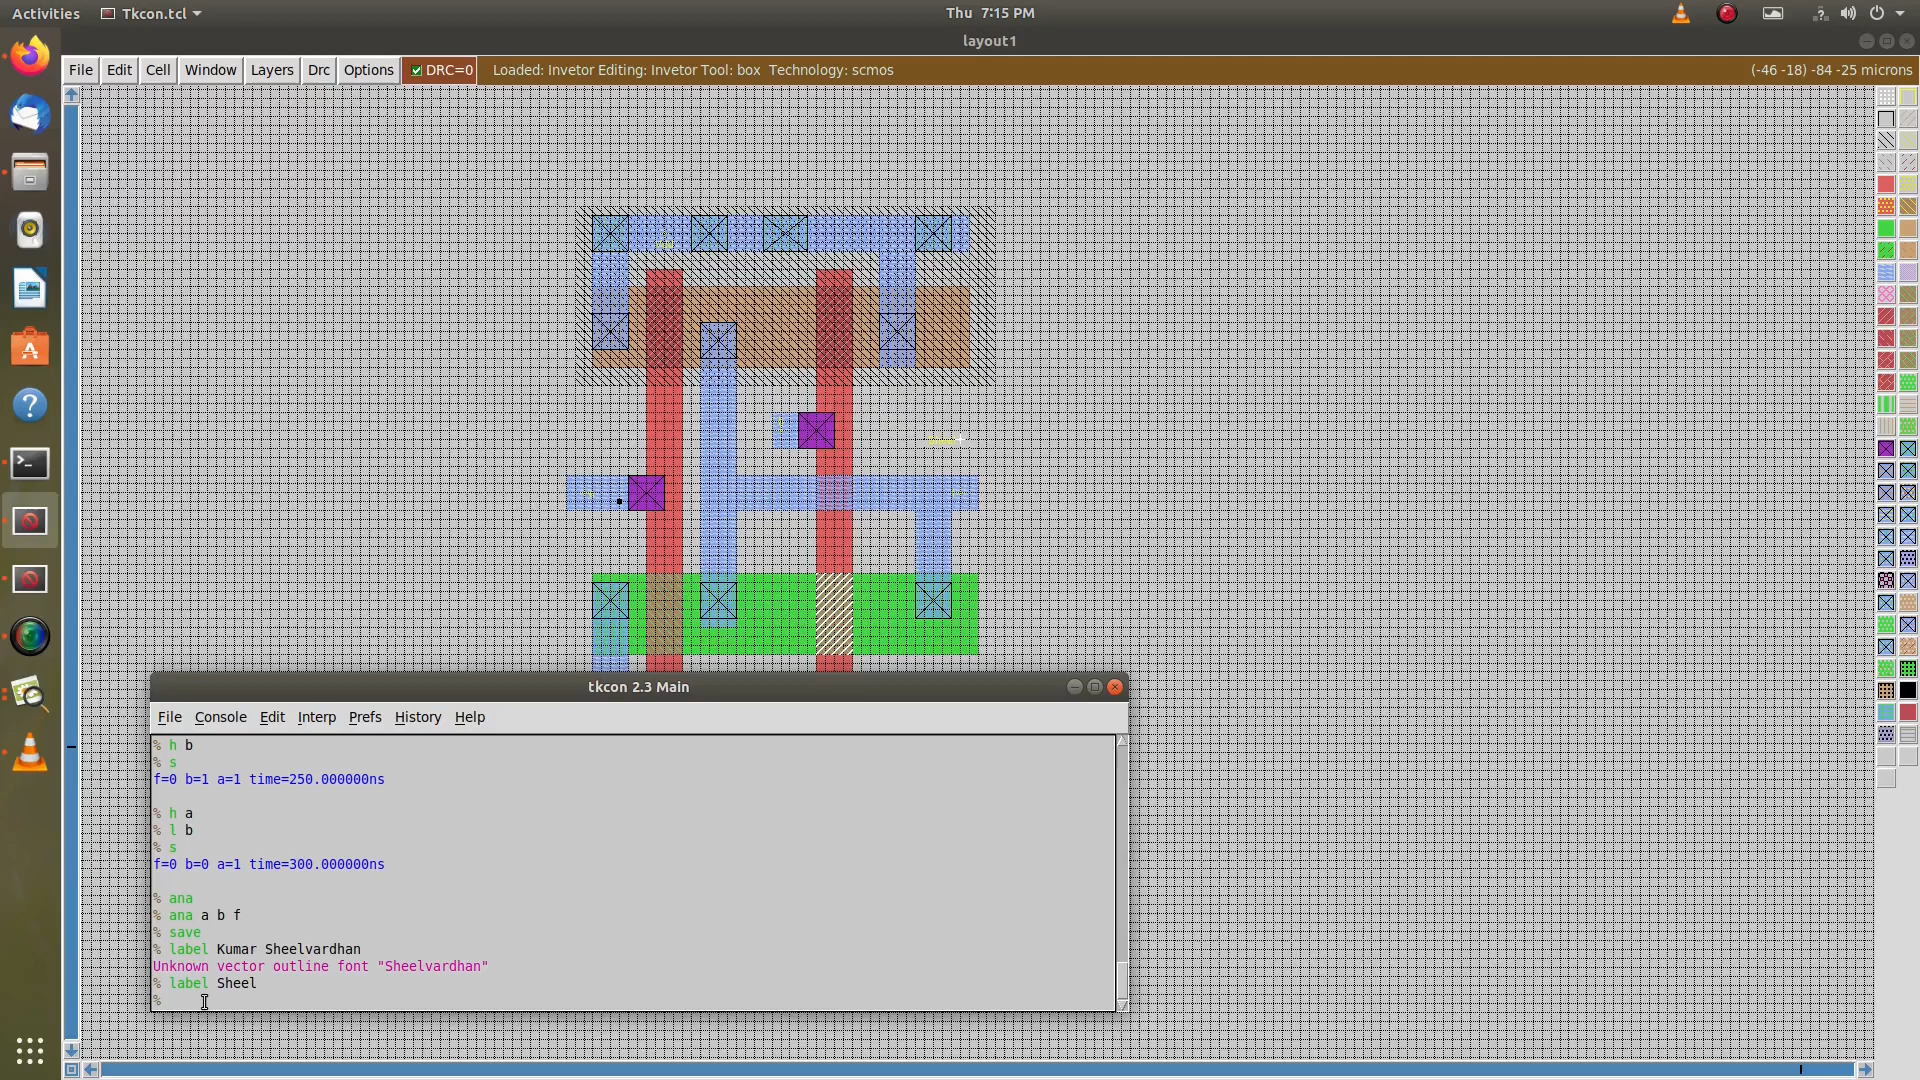 Activities Tkcon.tcl Thu 7:15 PM
layout1
File Edit Cell Window Layers Drc Options DRC=0 Loaded: Invetor Editing: Invetor Tool: box Technology: scmos (-46 -18) -84 -25 microns
tkcon 2.3 Main
File Console Edit Interp Prefs History Help
% h b
% s
f=0 b=1 a=1 time=250.000000ns
% h a
% l b
% s
f=0 b=0 a=1 time=300.000000ns
% ana
% ana a b f
% save
% label Kumar Sheelvardhan
Unknown vector outline font "Sheelvardhan"
% label Sheel
%